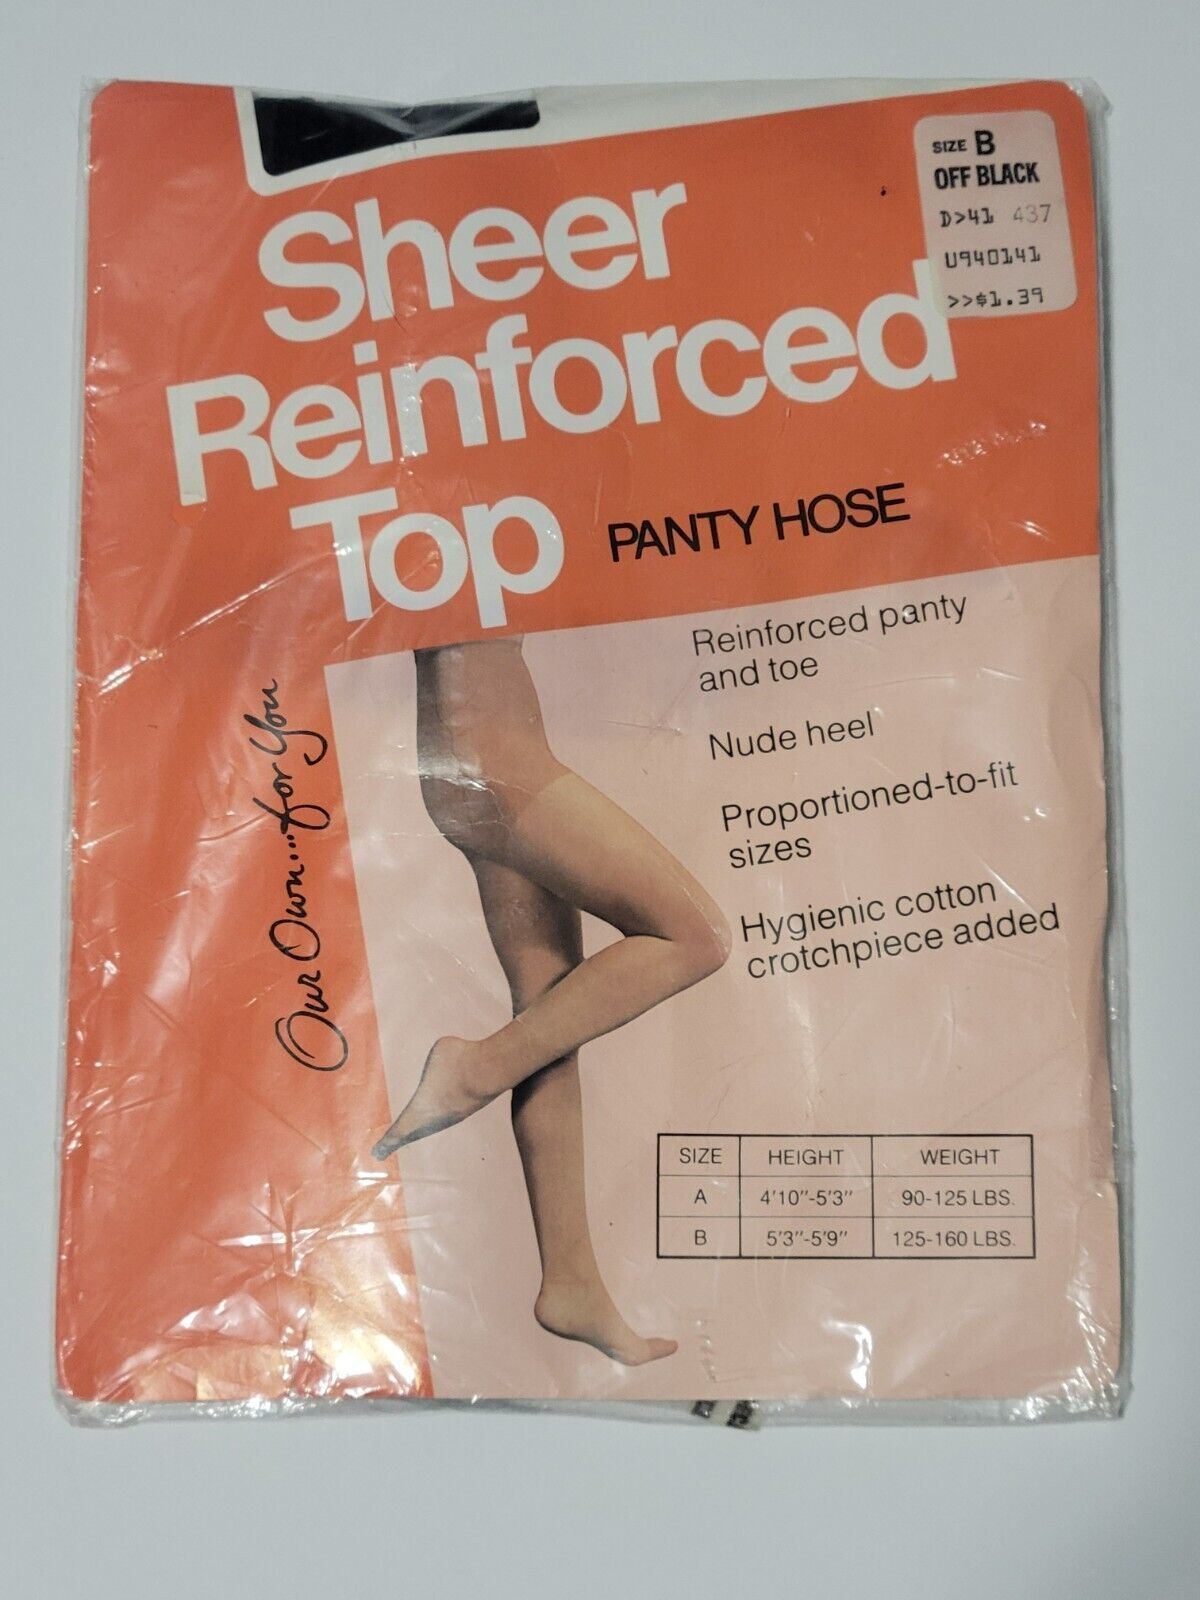 SIZE B
OFF BLACK
D>41 437
U940141
>>$1.39
Sheer
Reinforced
Top PANTY HOSE
Our Own...for You
Reinforced panty
and toe
Nude heel
Proportioned-to-fit
sizes
Hygienic cotton
crotchpiece added
SIZE HEIGHT WEIGHT
A 4'10"-5'3" 90-125 LBS.
B 5'3"-5'9" 125-160 LBS.